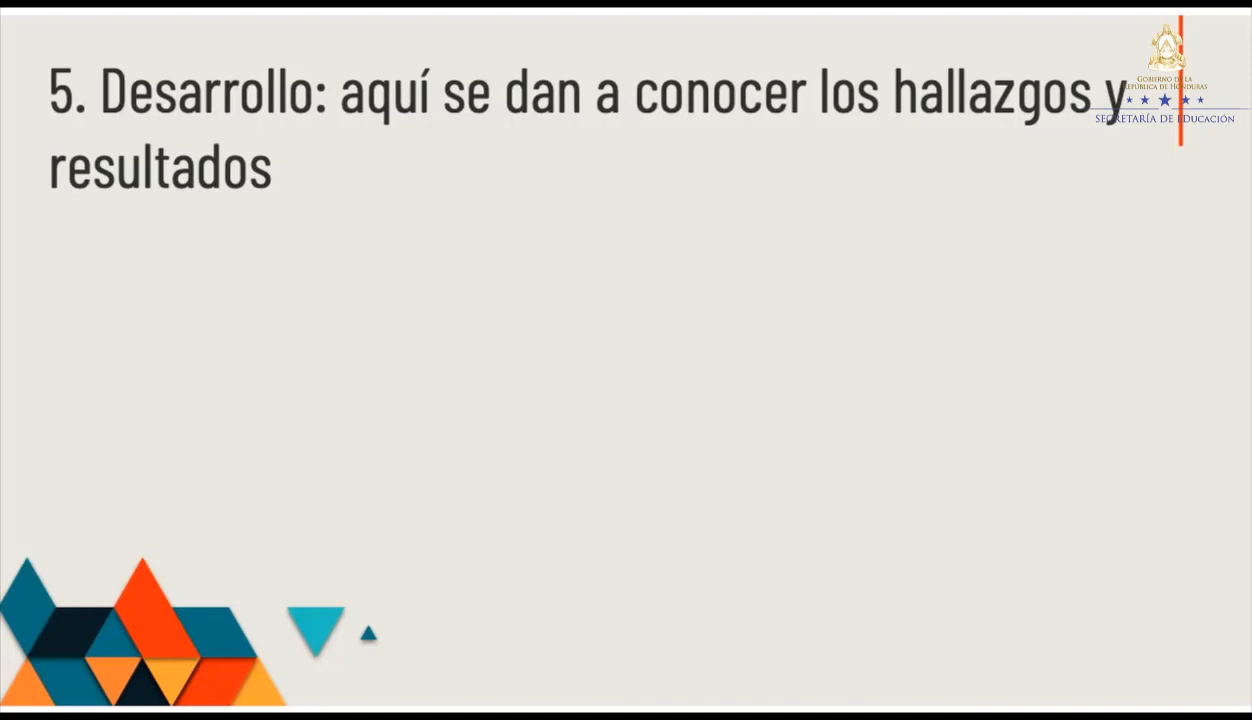 5. Desarrollo: aquí se dan a conocer los hallazgos y
resultados
GOBIERNO DE LA
REPÚBLICA DE HONDURAS
SECRETARÍA DE EDUCACIÓN